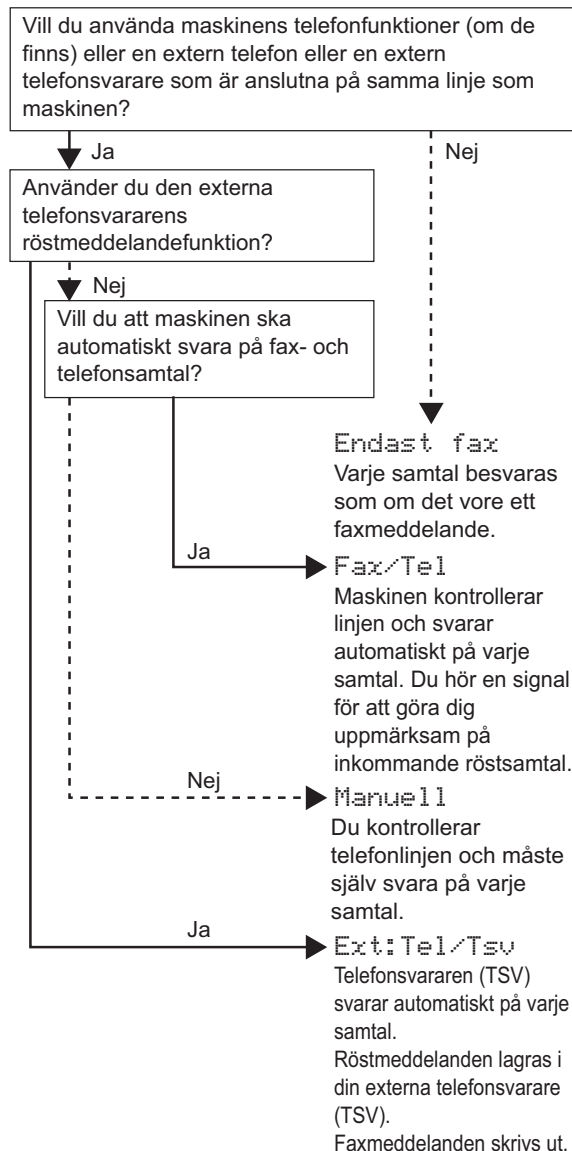 Vill du använda maskinens telefonfunktioner (om de
finns) eller en extern telefon eller en extern
telefonsvarare som är anslutna på samma linje som
maskinen?
Ja
Nej
Använder du den externa
telefonsvararens
röstmeddelandefunktion?
Nej
Vill du att maskinen ska
automatiskt svara på fax- och
telefonsamtal?
Endast fax
Varje samtal besvaras
som om det vore ett
faxmeddelande.
Ja
Fax/Tel
Maskinen kontrollerar
linjen och svarar
automatiskt på varje
samtal. Du hör en signal
för att göra dig
uppmärksam på
inkommande röstsamtal.
Nej
Manuell
Du kontrollerar
telefonlinjen och måste
själv svara på varje
samtal.
Ja
Ext:Tel/Tsv
Telefonsvararen (TSV)
svarar automatiskt på varje
samtal.
Röstmeddelanden lagras i
din externa telefonsvarare
(TSV).
Faxmeddelanden skrivs ut.